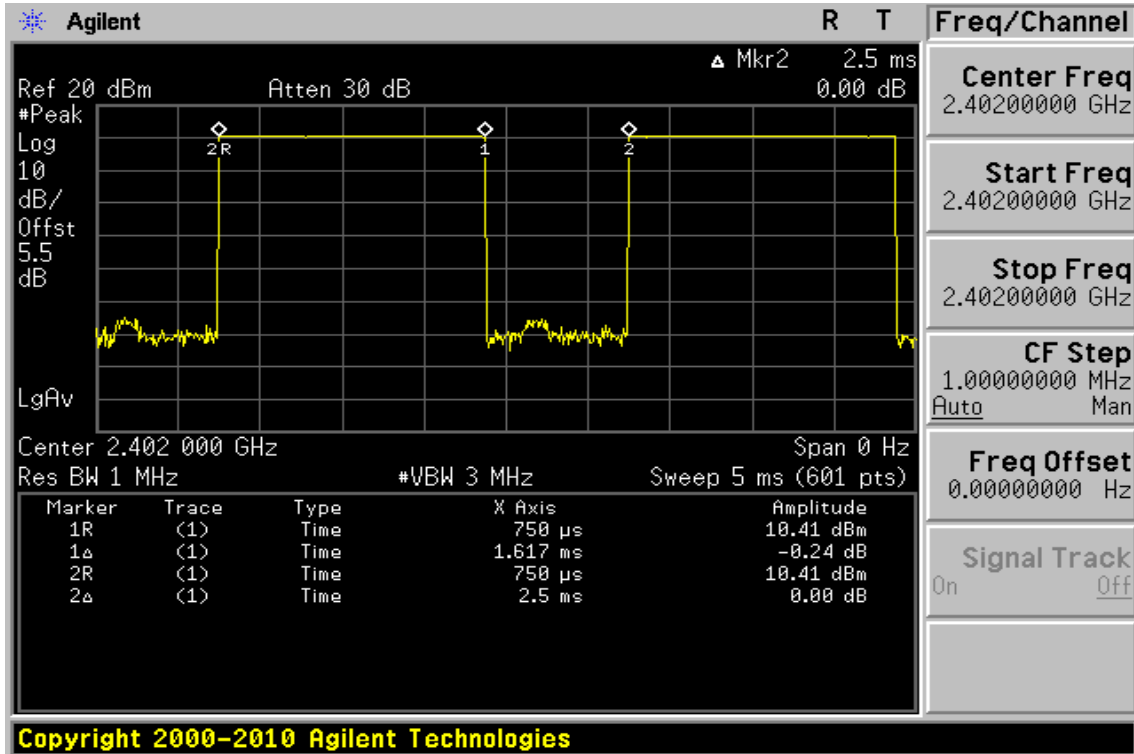 Agilent R T Freq/Channel
Δ Mkr2 2.5 ms
Ref 20 dBm Atten 30 dB 0.00 dB
#Peak
Log
10
dB/
Offst
5.5
dB
LgAv
2R 1 2
Center 2.402 000 GHz Span 0 Hz
Res BW 1 MHz #VBW 3 MHz Sweep 5 ms (601 pts)
Marker Trace Type X Axis Amplitude
1R (1) Time 750 µs 10.41 dBm
1Δ (1) Time 1.617 ms -0.24 dB
2R (1) Time 750 µs 10.41 dBm
2Δ (1) Time 2.5 ms 0.00 dB
Center Freq
2.40200000 GHz
Start Freq
2.40200000 GHz
Stop Freq
2.40200000 GHz
CF Step
1.00000000 MHz
Auto Man
Freq Offset
0.00000000 Hz
Signal Track
On Off
Copyright 2000-2010 Agilent Technologies